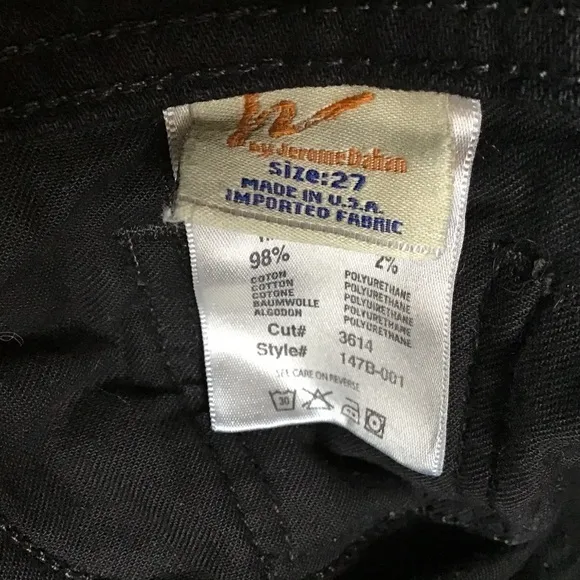 by Jerome Dahan
Size:27
MADE IN U.S.A.
IMPORTED FABRIC
98% 2%
COTON POLYURETHANE
COTTON POLYURETHANE
COTONE POLYURETHANE
BAUMWOLLE POLYURETHANE
ALGODON POLYURETHANE
Cut# 3614
Style# 147B-001
SEE CARE ON REVERSE
30